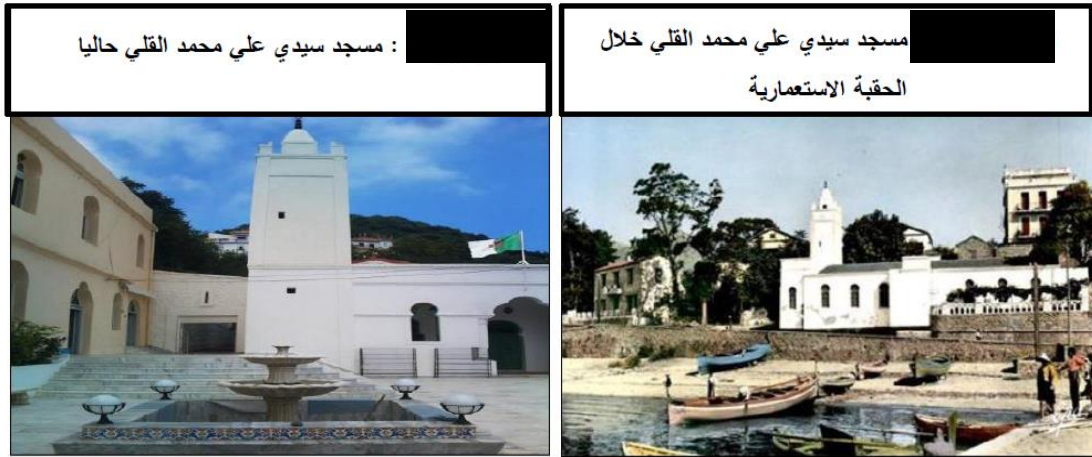 مسجد سيدي علي محمد القلي خلال
الحقبة الاستعمارية
: مسجد سيدي علي محمد القلي حاليا